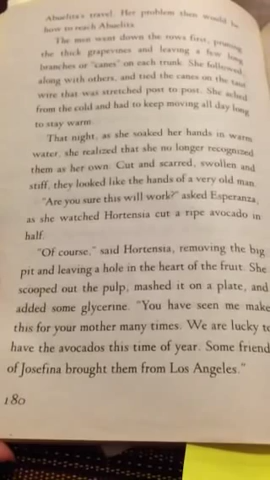 Abuelita's travel. Her problem then would be
how to reach Abuelita.
The men went down the rows first, pruning
the thick grapevines and leaving a few long
branches or "canes" on each trunk. She followed,
along with others, and tied the canes on the taut
wire that was stretched post to post. She ached
from the cold and had to keep moving all day long
to stay warm.
That night, as she soaked her hands in warm
water, she realized that she no longer recognized
them as her own. Cut and scarred, swollen and
stiff, they looked like the hands of a very old man.
"Are you sure this will work?" asked Esperanza,
as she watched Hortensia cut a ripe avocado in
half.
"Of course," said Hortensia, removing the big
pit and leaving a hole in the heart of the fruit. She
scooped out the pulp, mashed it on a plate, and
added some glycerine. "You have seen me make
this for your mother many times. We are lucky to
have the avocados this time of year. Some friend
of Josefina brought them from Los Angeles."
180